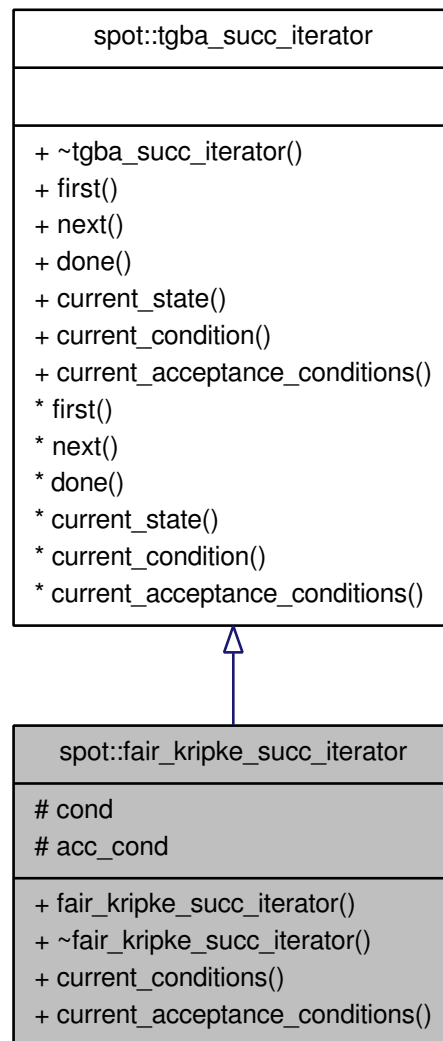 spot::tgba_succ_iterator
+ ~tgba_succ_iterator()
+ first()
+ next()
+ done()
+ current_state()
+ current_condition()
+ current_acceptance_conditions()
* first()
* next()
* done()
* current_state()
* current_condition()
* current_acceptance_conditions()
spot::fair_kripke_succ_iterator
# cond
# acc_cond
+ fair_kripke_succ_iterator()
+ ~fair_kripke_succ_iterator()
+ current_conditions()
+ current_acceptance_conditions()